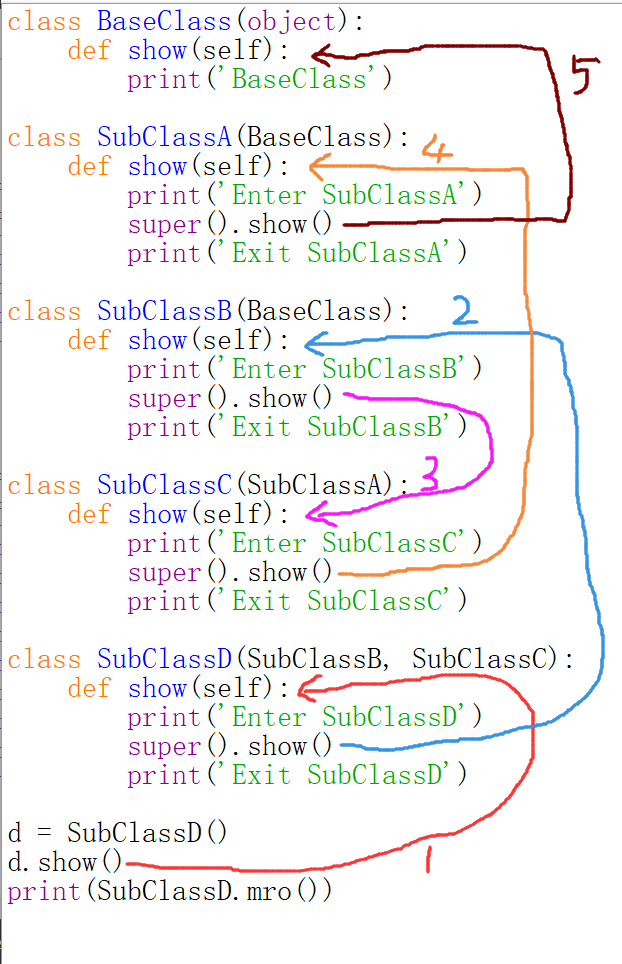 class BaseClass(object):
    def show(self):
        print('BaseClass')
5
class SubClassA(BaseClass):
4
    def show(self):
        print('Enter SubClassA')
        super().show()
        print('Exit SubClassA')
class SubClassB(BaseClass):
2
    def show(self):
        print('Enter SubClassB')
        super().show()
        print('Exit SubClassB')
class SubClassC(SubClassA):
3
    def show(self):
        print('Enter SubClassC')
        super().show()
        print('Exit SubClassC')
class SubClassD(SubClassB, SubClassC):
    def show(self):
        print('Enter SubClassD')
        super().show()
        print('Exit SubClassD')
d = SubClassD()
d.show()
1
print(SubClassD.mro())